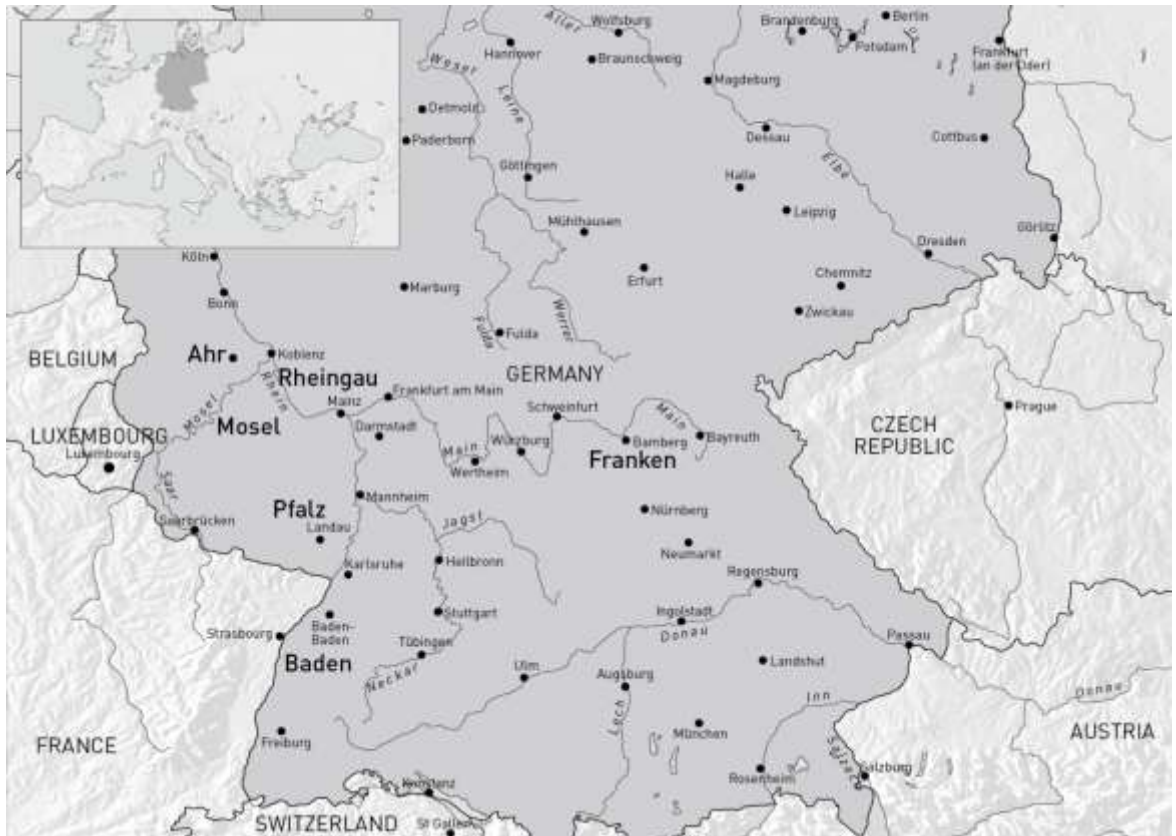 Aller
Wolfsburg
Brandenburg
Berlin
Hannover
Potsdam
Frankfurt
(an der Oder)
Weser
Braunschweig
Magdeburg
Detmold
Leine
Paderborn
Dessau
Cottbus
Elbe
Göttingen
Halle
Leipzig
Mühlhausen
Görlitz
Dresden
Köln
Erfurt
Chemnitz
Marburg
Bonn
Zwickau
Fulda
Fulda
Werra
BELGIUM
Ahr
Koblenz
Rheingau
Rhein
GERMANY
Frankfurt am Main
Mosel
Mainz
Schweinfurt
Main
Prague
Mosel
LUXEMBOURG
Luxembourg
Darmstadt
Main
Würzburg
Bamberg
Bayreuth
CZECH
REPUBLIC
Wertheim
Franken
Saar
Mannheim
Pfalz
Jagst
Nürnberg
Saarbrücken
Landau
Neumarkt
Karlsruhe
Heilbronn
Regensburg
Baden-
Baden
Stuttgart
Ingolstadt
Donau
Strasbourg
Tübingen
Passau
Baden
Neckar
Ulm
Augsburg
Landshut
Donau
Inn
Lech
München
FRANCE
Freiburg
AUSTRIA
Salzach
Rosenheim
Salzburg
Konstanz
SWITZERLAND
St Gallen